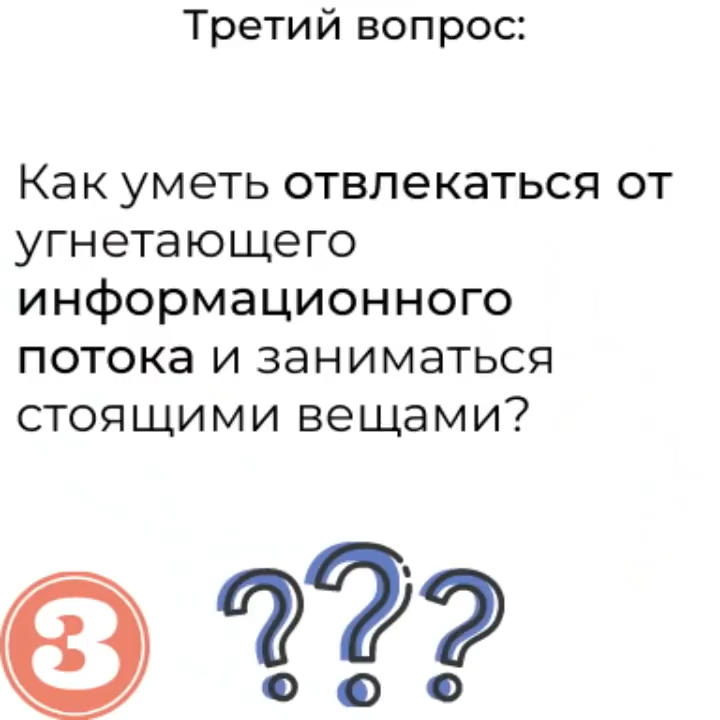 Третий вопрос:
Как уметь отвлекаться от
угнетающего
информационного
потока и заниматься
стоящими вещами?
3
???